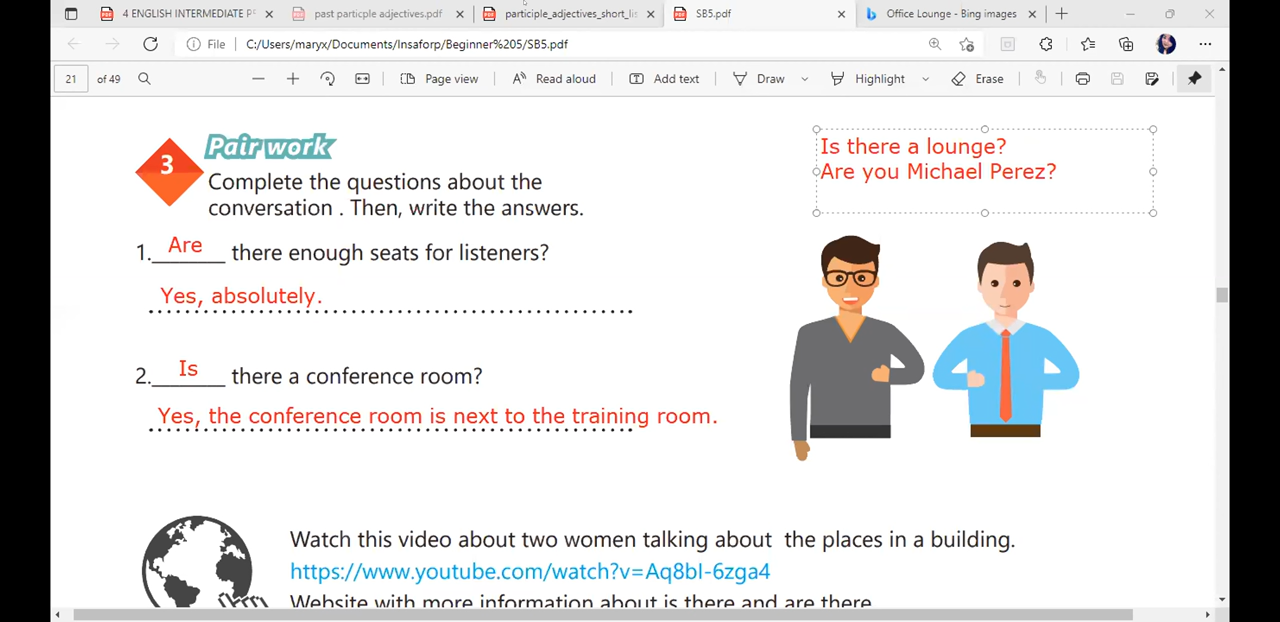 4 ENGLISH INTERMEDIATE P
past particple adjectives.pdf
participle_adjectives_short_lis
SB5.pdf
Office Lounge - Bing images
File
C:/Users/maryx/Documents/Insaforp/Beginner%205/SB5.pdf
21 of 49
Page view
Read aloud
Add text
Draw
Highlight
Erase
3
Pair work
Complete the questions about the
conversation . Then, write the answers.
Is there a lounge?
Are you Michael Perez?
1. Are there enough seats for listeners?
Yes, absolutely.
2. Is there a conference room?
Yes, the conference room is next to the training room.
Watch this video about two women talking about the places in a building.
https://www.youtube.com/watch?v=Aq8bI-6zga4
Website with more information about is there and are there